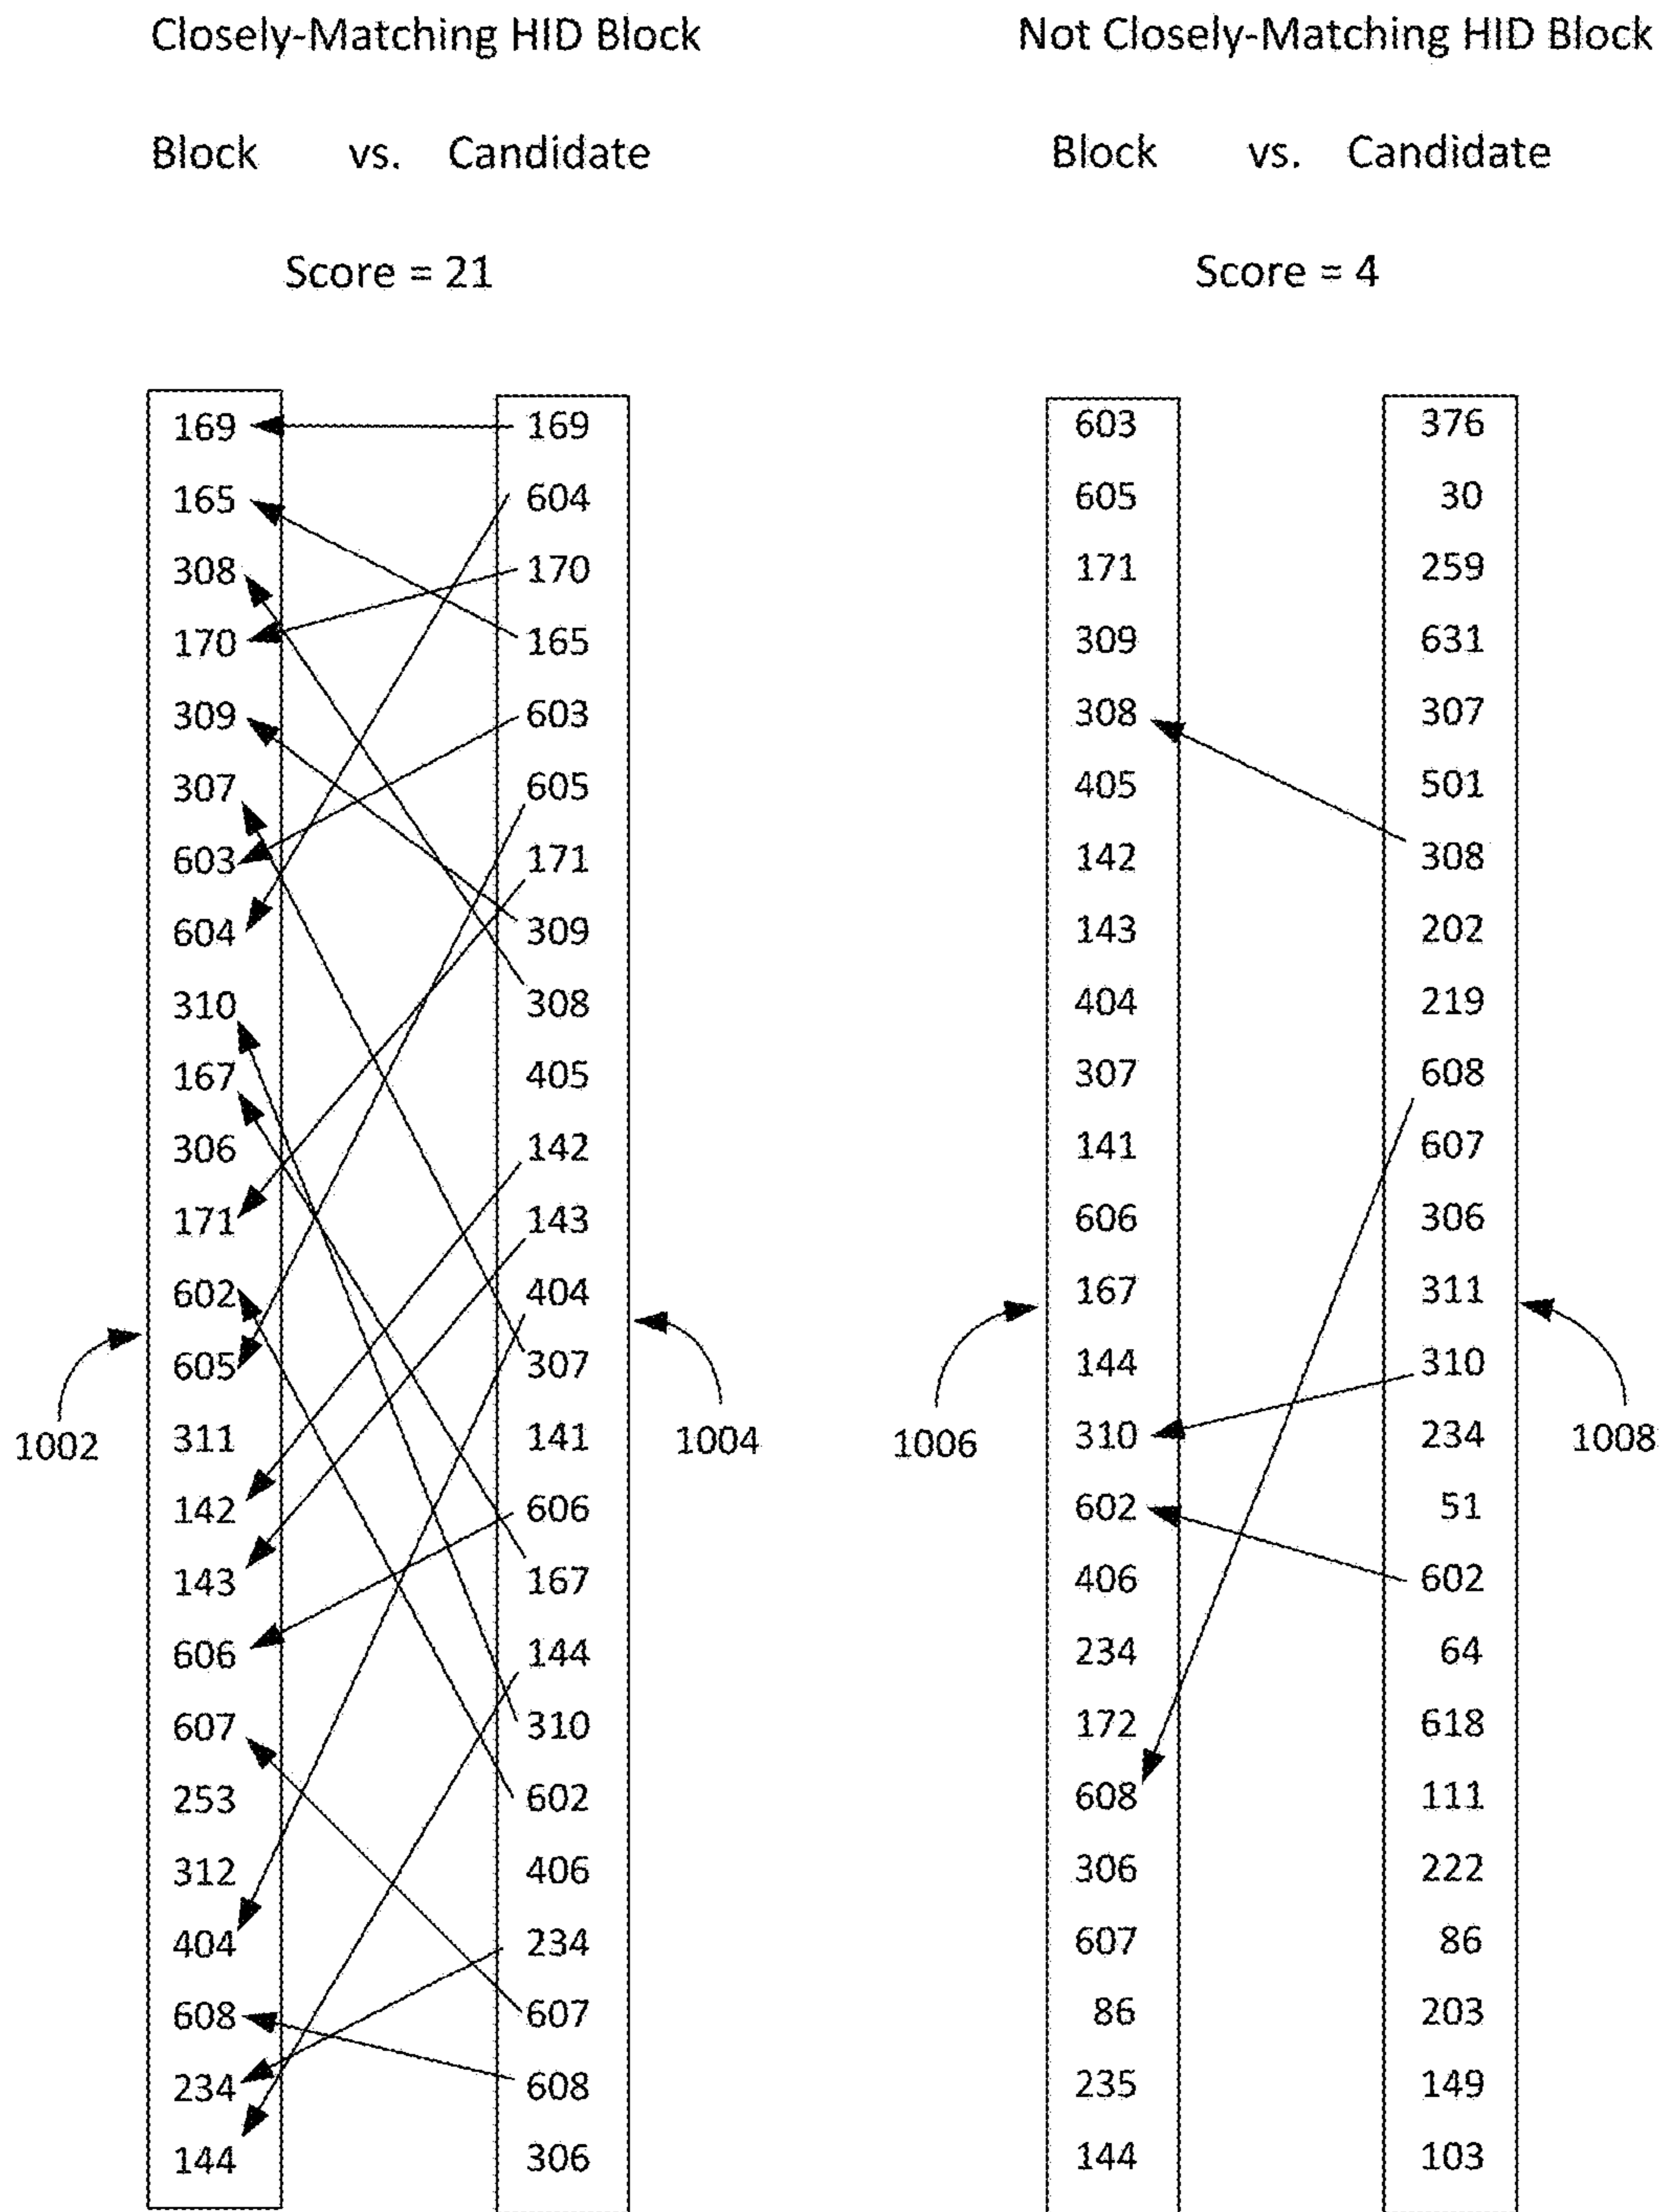 Closely-Matching HID Block Not Closely-Matching HID Block
Block vs. Candidate Block vs. Candidate
Score = 21 Score = 4
169 169 603 376
165 604 605 30
308 170 171 259
170 165 309 631
309 603 308 307
307 605 405 501
603 171 142 308
604 309 143 202
310 308 404 219
167 405 307 608
306 142 141 607
171 143 606 306
602 404 167 311
605 307 144 310
1002 311 141 1004 1006 310 234 1008
142 606 602 51
143 167 406 602
606 144 234 64
607 310 172 618
253 602 608 111
312 406 306 222
404 234 607 86
608 607 86 203
234 608 235 149
144 306 144 103